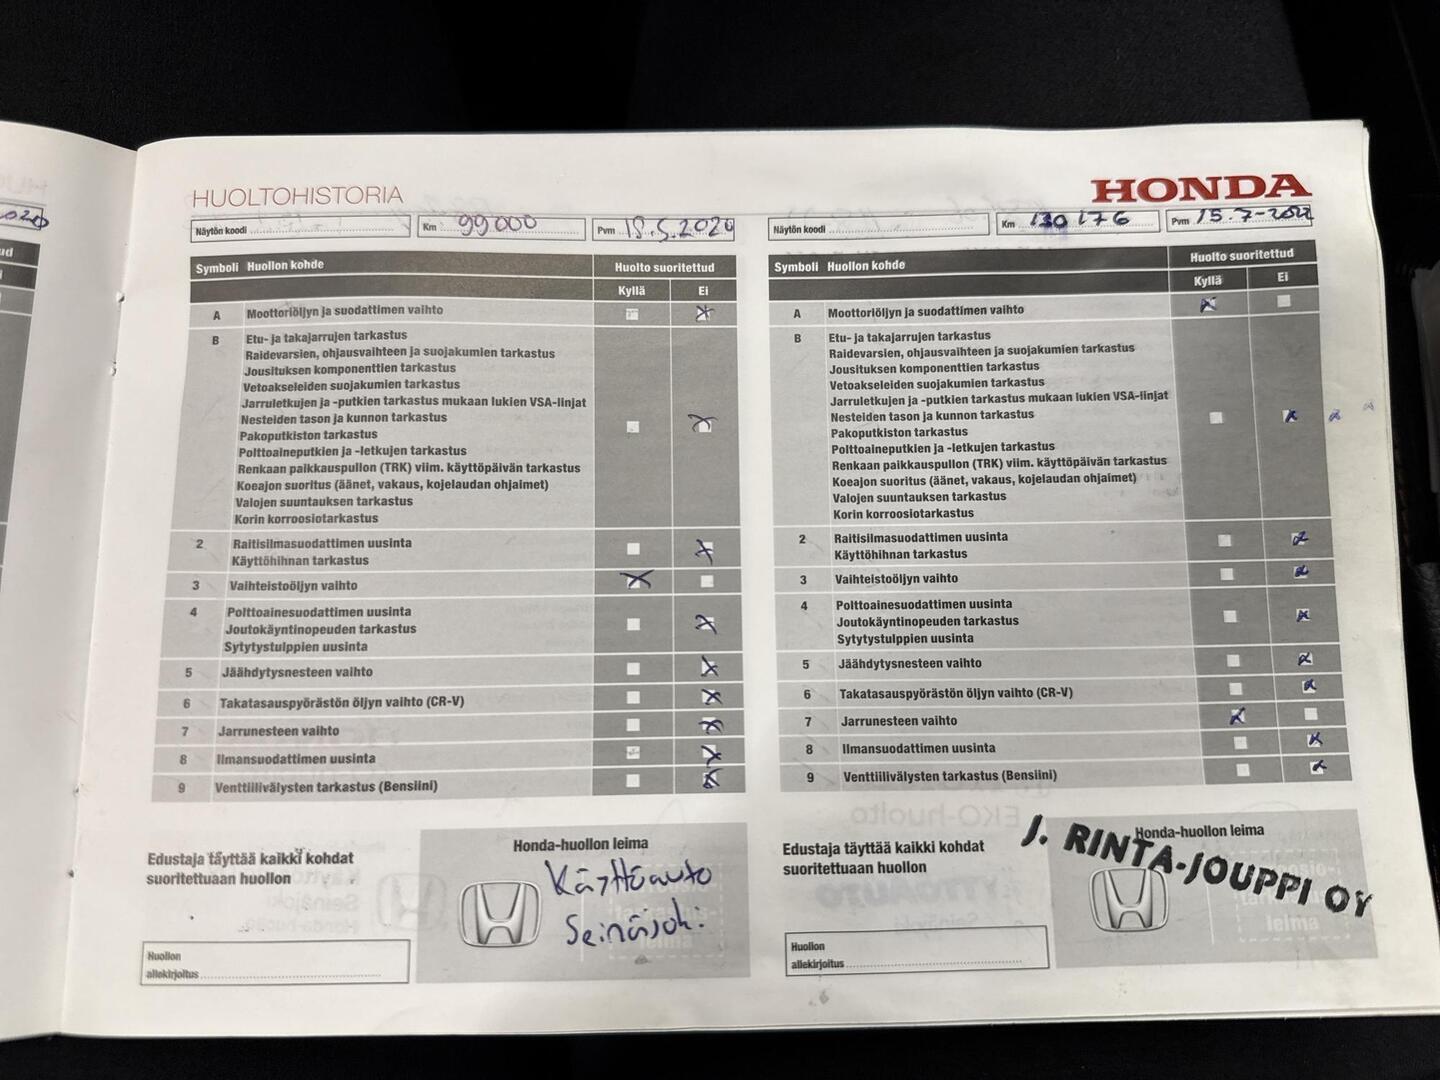 2020
HUOLTOHISTORIA
HONDA
Näytön koodi
Km 99000
Pvm 18.5.2020
Symboli Huollon kohde
Huolto suoritettud
Kyllä Ei
A Moottoriöljyn ja suodattimen vaihto
B Etu- ja takajarrujen tarkastus
Raidevarsien, ohjausvaihteen ja suojakumien tarkastus
Jousituksen komponenttien tarkastus
Vetoakseleiden suojakumien tarkastus
Jarruletkujen ja -putkien tarkastus mukaan lukien VSA-linjat
Nesteiden tason ja kunnon tarkastus
Pakoputkiston tarkastus
Polttoaineputkien ja -letkujen tarkastus
Renkaan paikkauspullon (TRK) viim. käyttöpäivän tarkastus
Koeajon suoritus (äänet, vakaus, kojelaudan ohjaimet)
Valojen suuntauksen tarkastus
Korin korroosiotarkastus
2 Raitisilmasuodattimen uusinta
Käyttöhihnan tarkastus
3 Vaihteistoöljyn vaihto
4 Polttoainesuodattimen uusinta
Joutokäyntinopeuden tarkastus
Sytytystulppien uusinta
5 Jäähdytysnesteen vaihto
6 Takatasauspyörästön öljyn vaihto (CR-V)
7 Jarrunesteen vaihto
8 Ilmansuodattimen uusinta
9 Venttiilivälysten tarkastus (Bensiini)
Edustaja täyttää kaikki kohdat
suoritettuaan huollon
Honda-huollon leima
Käyttöauto
Seinäjoki
leima
Huollon
allekirjoitus
Näytön koodi
Km 130 176
Pvm 15.7-2022
Symboli Huollon kohde
Huolto suoritettud
Kyllä Ei
A Moottoriöljyn ja suodattimen vaihto
B Etu- ja takajarrujen tarkastus
Raidevarsien, ohjausvaihteen ja suojakumien tarkastus
Jousituksen komponenttien tarkastus
Vetoakseleiden suojakumien tarkastus
Jarruletkujen ja -putkien tarkastus mukaan lukien VSA-linjat
Nesteiden tason ja kunnon tarkastus
Pakoputkiston tarkastus
Polttoaineputkien ja -letkujen tarkastus
Renkaan paikkauspullon (TRK) viim. käyttöpäivän tarkastus
Koeajon suoritus (äänet, vakaus, kojelaudan ohjaimet)
Valojen suuntauksen tarkastus
Korin korroosiotarkastus
2 Raitisilmasuodattimen uusinta
Käyttöhihnan tarkastus
3 Vaihteistoöljyn vaihto
4 Polttoainesuodattimen uusinta
Joutokäyntinopeuden tarkastus
Sytytystulppien uusinta
5 Jäähdytysnesteen vaihto
6 Takatasauspyörästön öljyn vaihto (CR-V)
7 Jarrunesteen vaihto
8 Ilmansuodattimen uusinta
9 Venttiilivälysten tarkastus (Bensiini)
Edustaja täyttää kaikki kohdat
suoritettuaan huollon
Honda-huollon leima
J. RINTA-JOUPPI OY
leima
Huollon
allekirjoitus